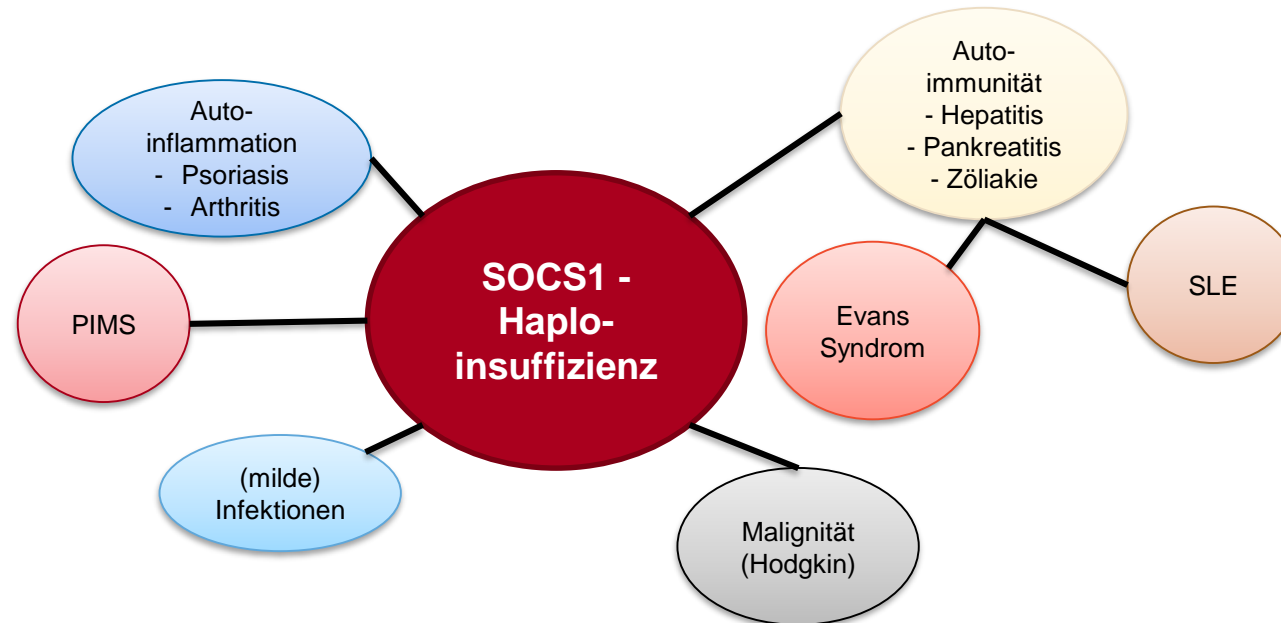 Auto-
inflammation
- Psoriasis
- Arthritis
Auto-
immunität
- Hepatitis
- Pankreatitis
- Zöliakie
SOCS1 -
Haplo-
insuffizienz
PIMS
Evans
Syndrom
SLE
(milde)
Infektionen
Malignität
(Hodgkin)